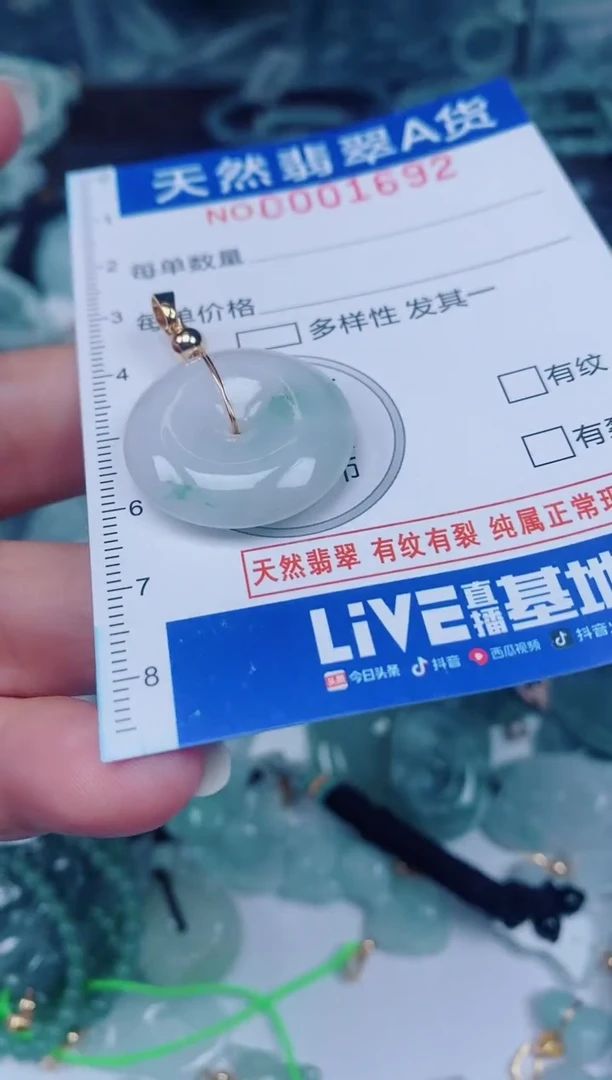 天然翡翠A货
NO0001692
1
2
每单数量
3
每单价格
多样性 发其一
4
有纹
有
6
币
天然翡翠 有纹有裂 纯属正常现
7
LiVE直播基地
8
今日头条 抖音 西瓜视频 抖音